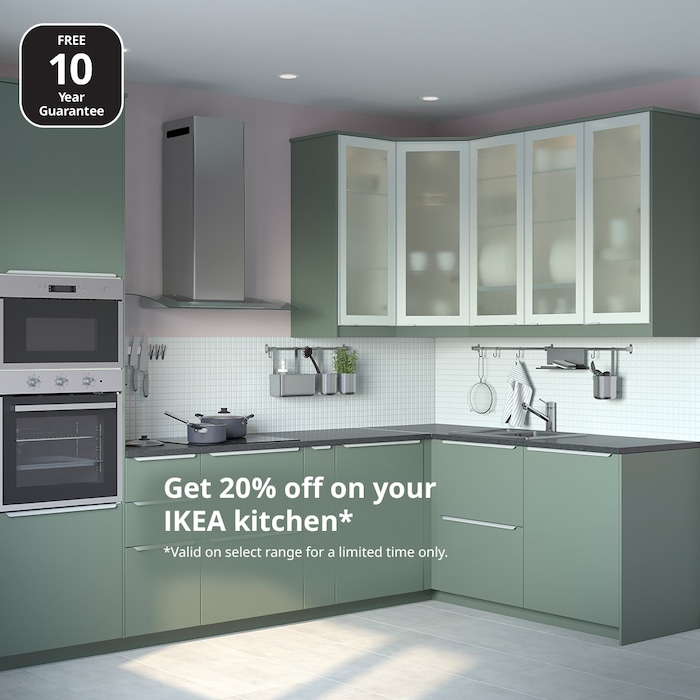 FREE
10
Year
Guarantee
Get 20% off on your
IKEA kitchen*
*Valid on select range for a limited time only.